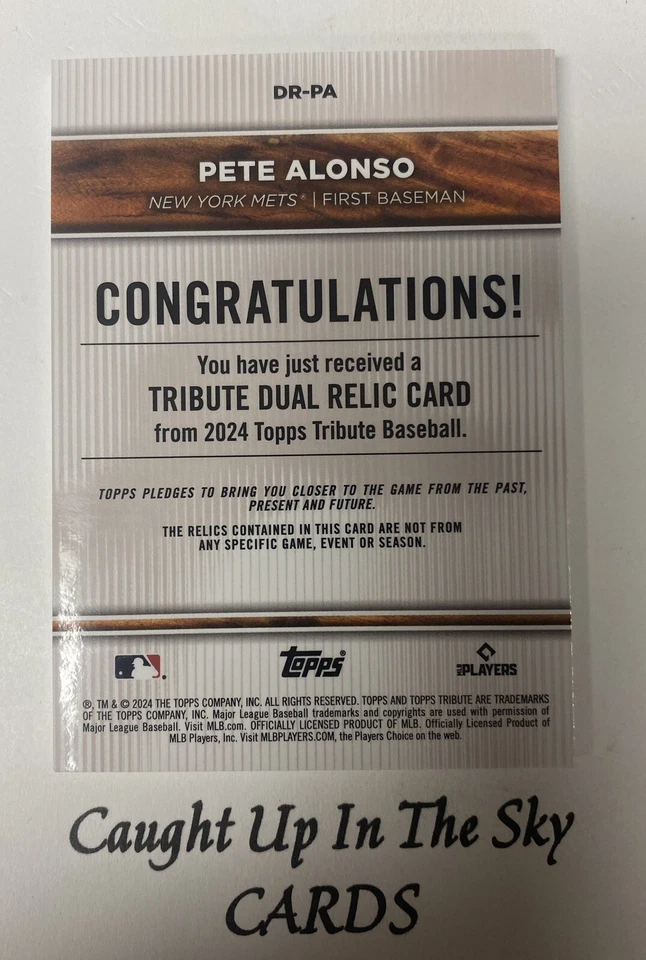 DR-PA
PETE ALONSO
NEW YORK METS® | FIRST BASEMAN
CONGRATULATIONS!
You have just received a
TRIBUTE DUAL RELIC CARD
from 2024 Topps Tribute Baseball.
TOPPS PLEDGES TO BRING YOU CLOSER TO THE GAME FROM THE PAST,
PRESENT AND FUTURE.
THE RELICS CONTAINED IN THIS CARD ARE NOT FROM
ANY SPECIFIC GAME, EVENT OR SEASON.
Topps® MLB PLAYERS
®, TM & © 2024 THE TOPPS COMPANY, INC. ALL RIGHTS RESERVED. TOPPS AND TOPPS TRIBUTE ARE TRADEMARKS
OF THE TOPPS COMPANY, INC. Major League Baseball trademarks and copyrights are used with permission of
Major League Baseball. Visit MLB.com. OFFICIALLY LICENSED PRODUCT OF MLB. Officially Licensed Product of
MLB Players, Inc. Visit MLBPLAYERS.COM, the Players Choice on the web.
Caught Up In The Sky
CARDS